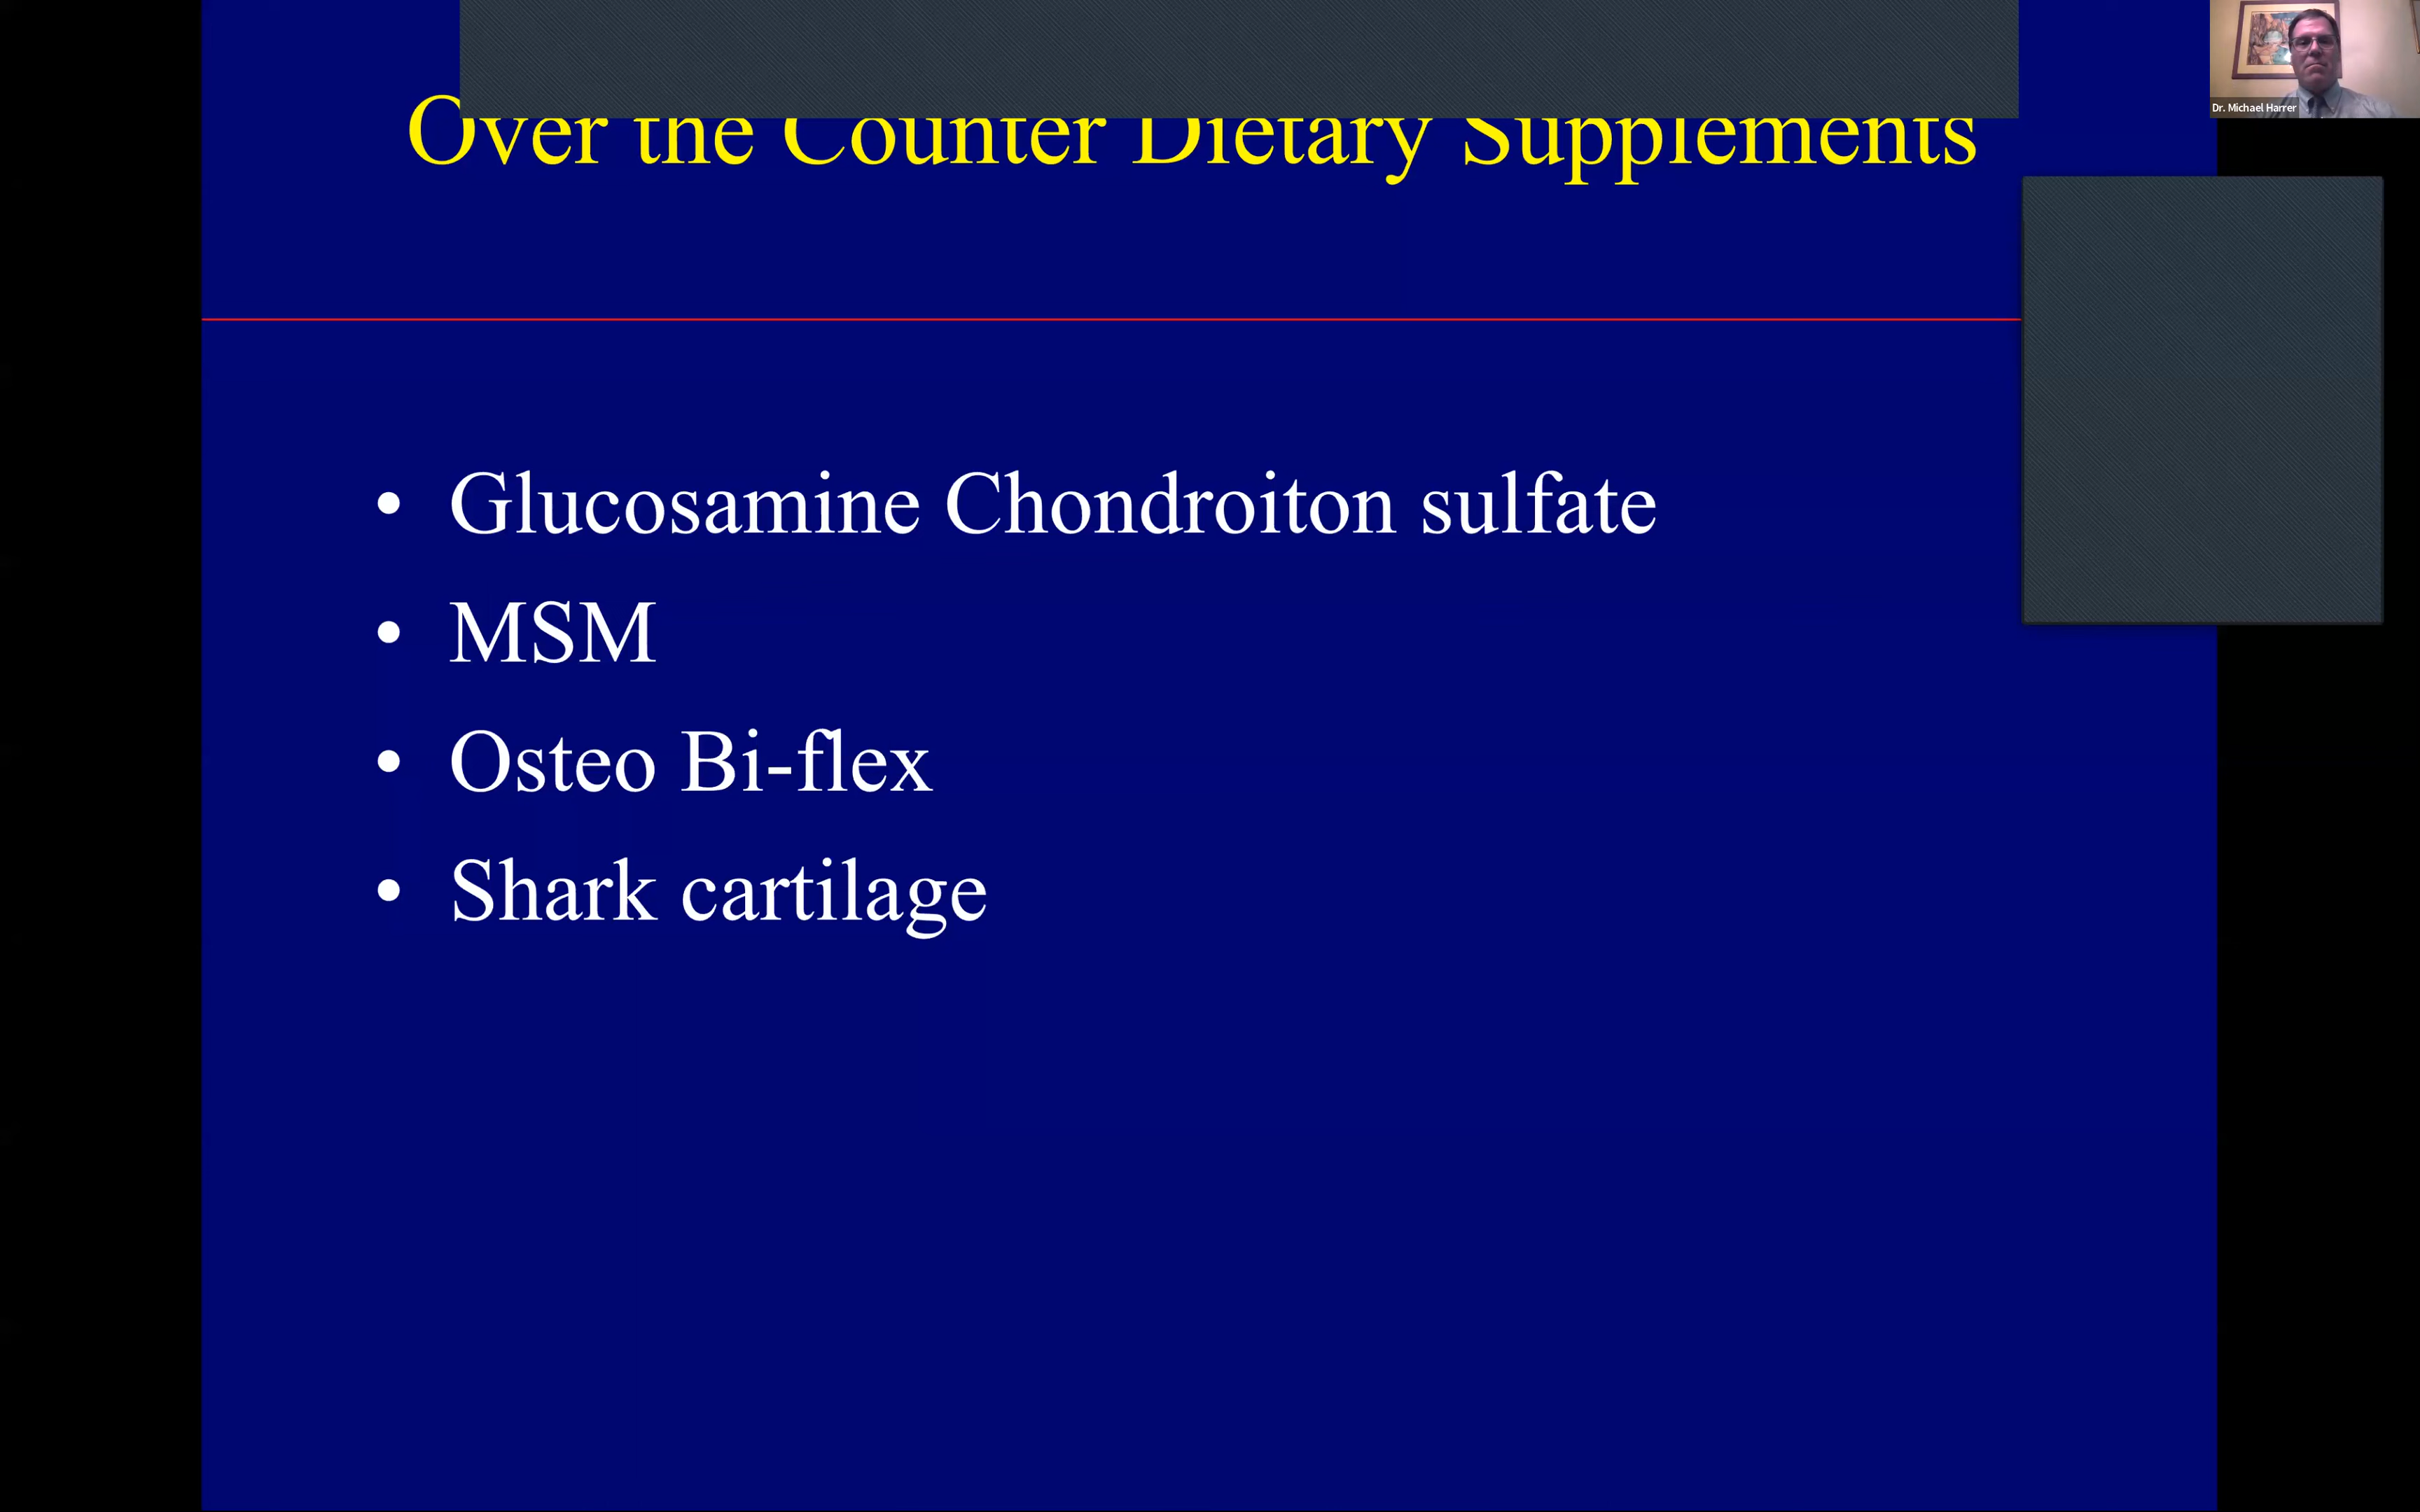 Over the Counter Dietary Supplements
Dr. Michael Harrer
• Glucosamine Chondroiton sulfate
• MSM
• Osteo Bi-flex
• Shark cartilage